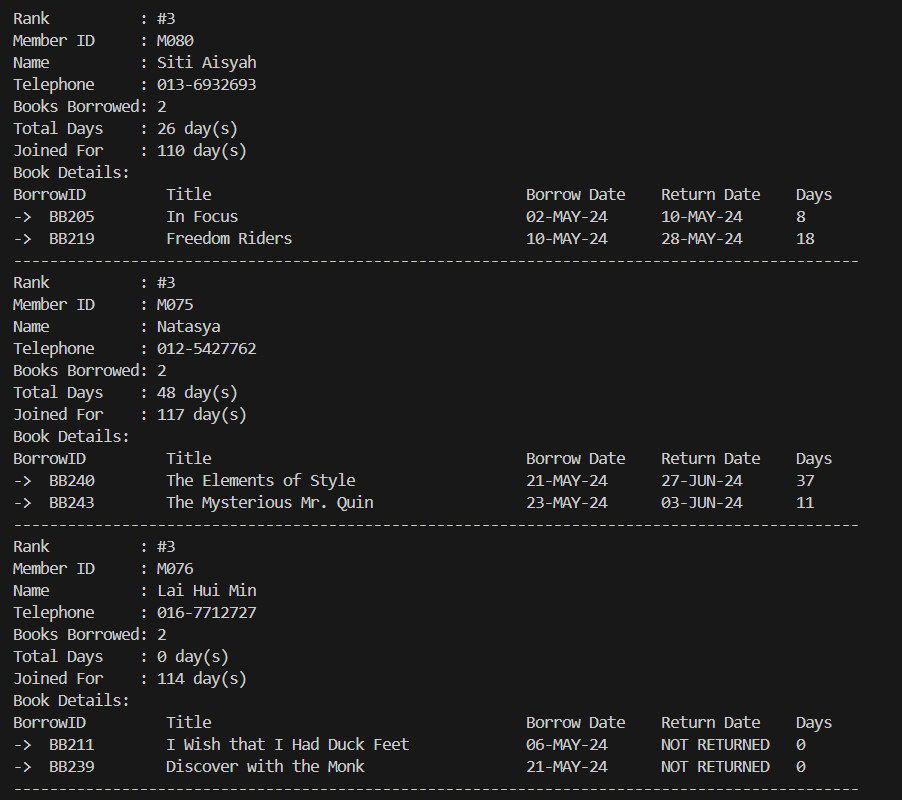 Rank          : #3
Member ID     : M080
Name          : Siti Aisyah
Telephone     : 013-6932693
Books Borrowed: 2
Total Days    : 26 day(s)
Joined For    : 110 day(s)
Book Details:
BorrowID         Title                                   Borrow Date    Return Date    Days
->  BB205        In Focus                                02-MAY-24      10-MAY-24      8
->  BB219        Freedom Riders                          10-MAY-24      28-MAY-24      18
----------------------------------------------------------------------------------------------
Rank          : #3
Member ID     : M075
Name          : Natasya
Telephone     : 012-5427762
Books Borrowed: 2
Total Days    : 48 day(s)
Joined For    : 117 day(s)
Book Details:
BorrowID         Title                                   Borrow Date    Return Date    Days
->  BB240        The Elements of Style                   21-MAY-24      27-JUN-24      37
->  BB243        The Mysterious Mr. Quin                 23-MAY-24      03-JUN-24      11
----------------------------------------------------------------------------------------------
Rank          : #3
Member ID     : M076
Name          : Lai Hui Min
Telephone     : 016-7712727
Books Borrowed: 2
Total Days    : 0 day(s)
Joined For    : 114 day(s)
Book Details:
BorrowID         Title                                   Borrow Date    Return Date    Days
->  BB211        I Wish that I Had Duck Feet             06-MAY-24      NOT RETURNED   0
->  BB239        Discover with the Monk                  21-MAY-24      NOT RETURNED   0
----------------------------------------------------------------------------------------------